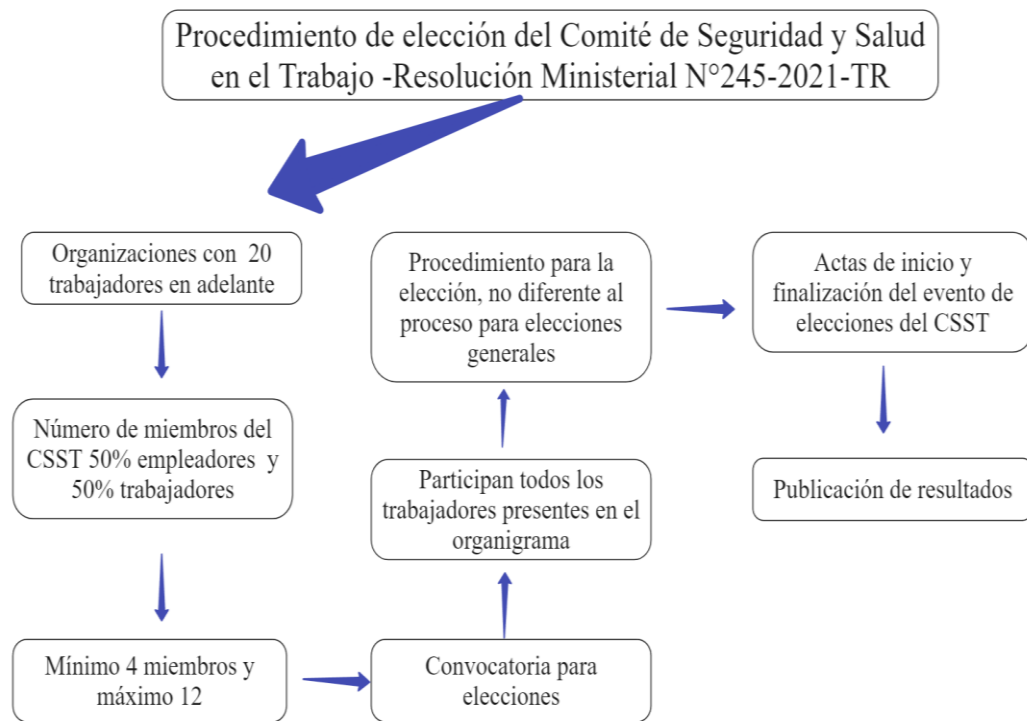 Procedimiento de elección del Comité de Seguridad y Salud
en el Trabajo -Resolución Ministerial N°245-2021-TR
Organizaciones con 20
trabajadores en adelante
Número de miembros del
CSST 50% empleadores y
50% trabajadores
Mínimo 4 miembros y
máximo 12
Convocatoria para
elecciones
Participan todos los
trabajadores presentes en el
organigrama
Procedimiento para la
elección, no diferente al
proceso para elecciones
generales
Actas de inicio y
finalización del evento de
elecciones del CSST
Publicación de resultados